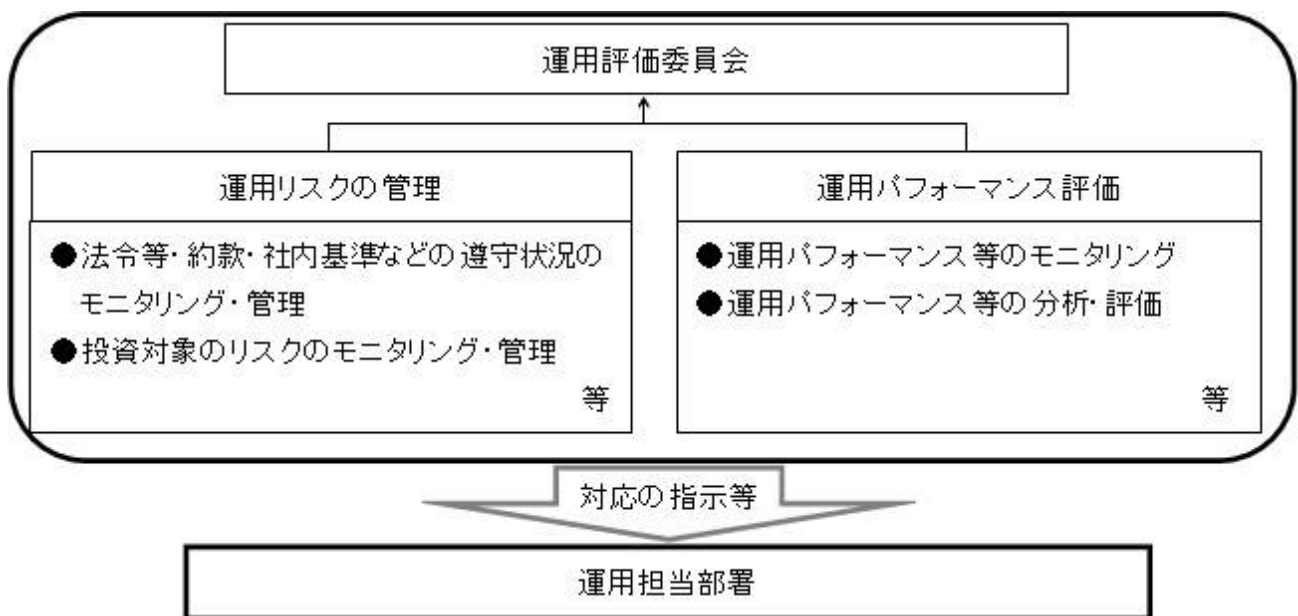 運用評価委員会
運用リスクの管理
●法令等・約款・社内基準などの遵守状況の
モニタリング・管理
●投資対象のリスクのモニタリング・管理
等
運用パフォーマンス評価
●運用パフォーマンス等のモニタリング
●運用パフォーマンス等の分析・評価
等
対応の指示等
運用担当部署